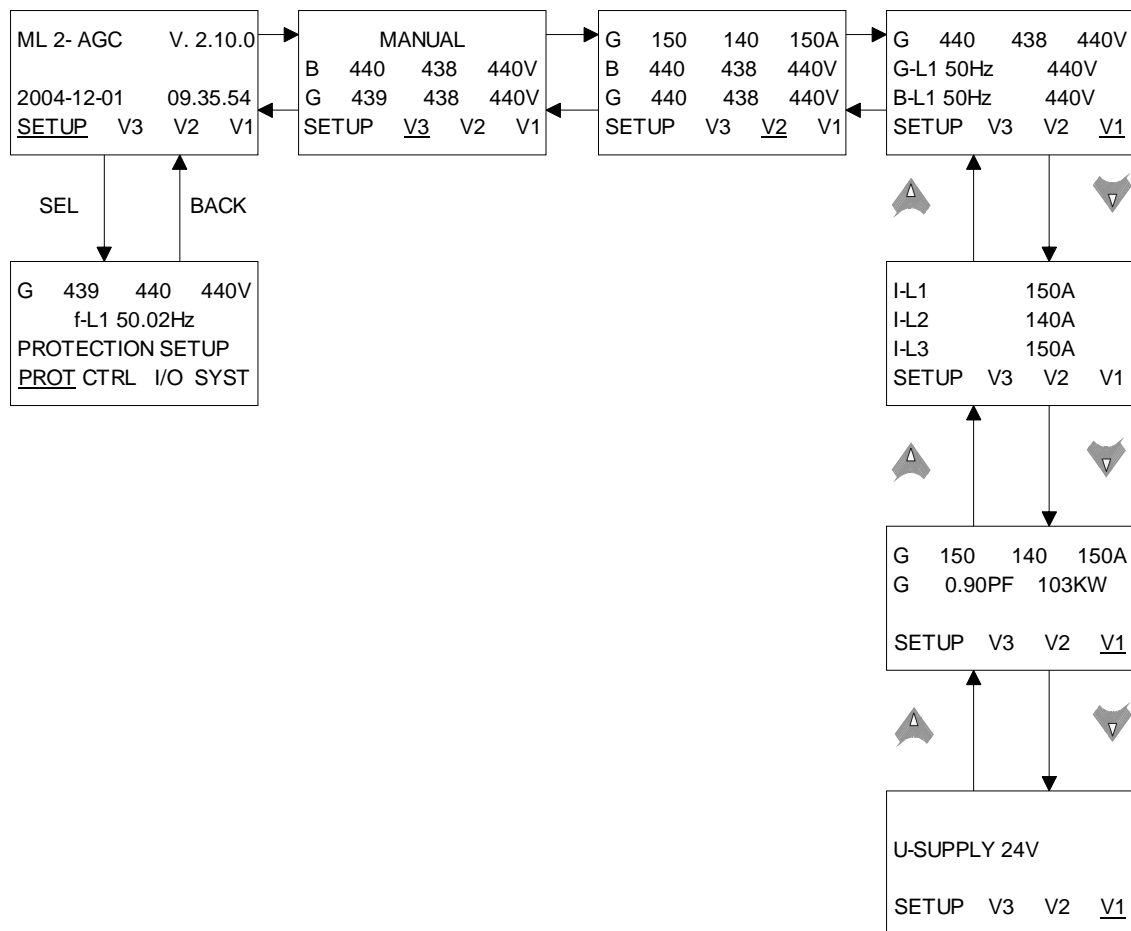 ML 2- AGC V. 2.10.0
2004-12-01 09.35.54
SETUP V3 V2 V1
MANUAL
B 440 438 440V
G 439 438 440V
SETUP V3 V2 V1
G 150 140 150A
B 440 438 440V
G 440 438 440V
SETUP V3 V2 V1
G 440 438 440V
G-L1 50Hz 440V
B-L1 50Hz 440V
SETUP V3 V2 V1
SEL
BACK
G 439 440 440V
f-L1 50.02Hz
PROTECTION SETUP
PROT CTRL I/O SYST
I-L1 150A
I-L2 140A
I-L3 150A
SETUP V3 V2 V1
G 150 140 150A
G 0.90PF 103KW
SETUP V3 V2 V1
U-SUPPLY 24V
SETUP V3 V2 V1